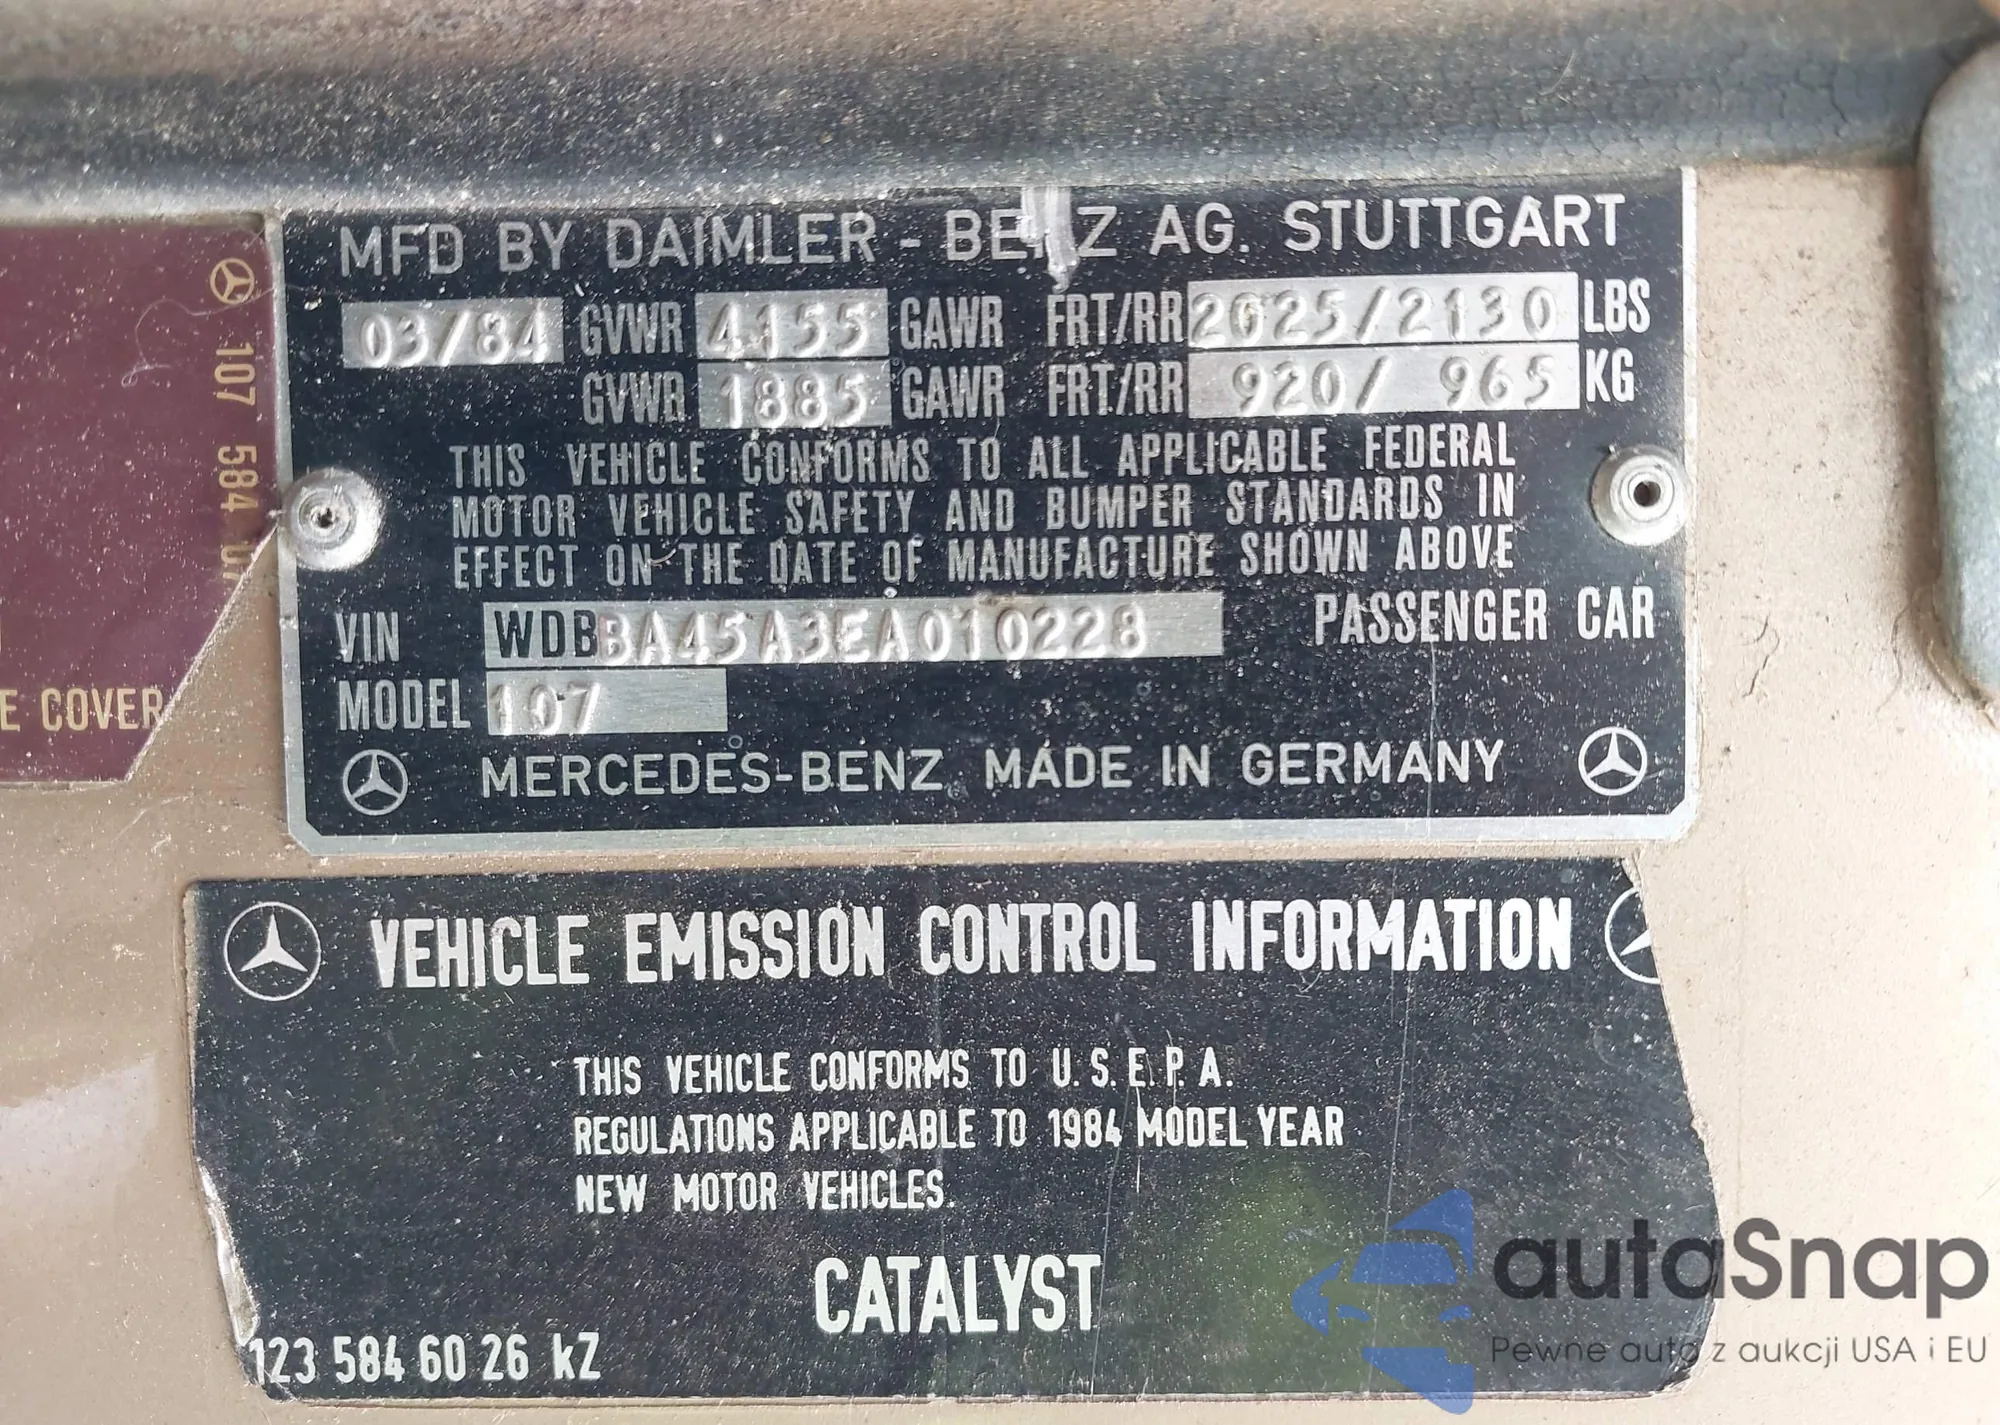 MFD BY DAIMLER - BENZ AG. STUTTGART
03/84 GVWR 4155 GAWR FRT/RR 2025/2130 LBS
GVWR 1885 GAWR FRT/RR 920/ 965 KG
THIS VEHICLE CONFORMS TO ALL APPLICABLE FEDERAL
MOTOR VEHICLE SAFETY AND BUMPER STANDARDS IN
EFFECT ON THE DATE OF MANUFACTURE SHOWN ABOVE
VIN WDBBA45A3EA010228 PASSENGER CAR
MODEL 107
MERCEDES-BENZ MADE IN GERMANY
107 584
E COVER
VEHICLE EMISSION CONTROL INFORMATION
THIS VEHICLE CONFORMS TO U.S.E.P.A.
REGULATIONS APPLICABLE TO 1984 MODEL YEAR
NEW MOTOR VEHICLES.
CATALYST
123 584 60 26 kZ
autaSnap
Pewne auta z aukcji USA i EU